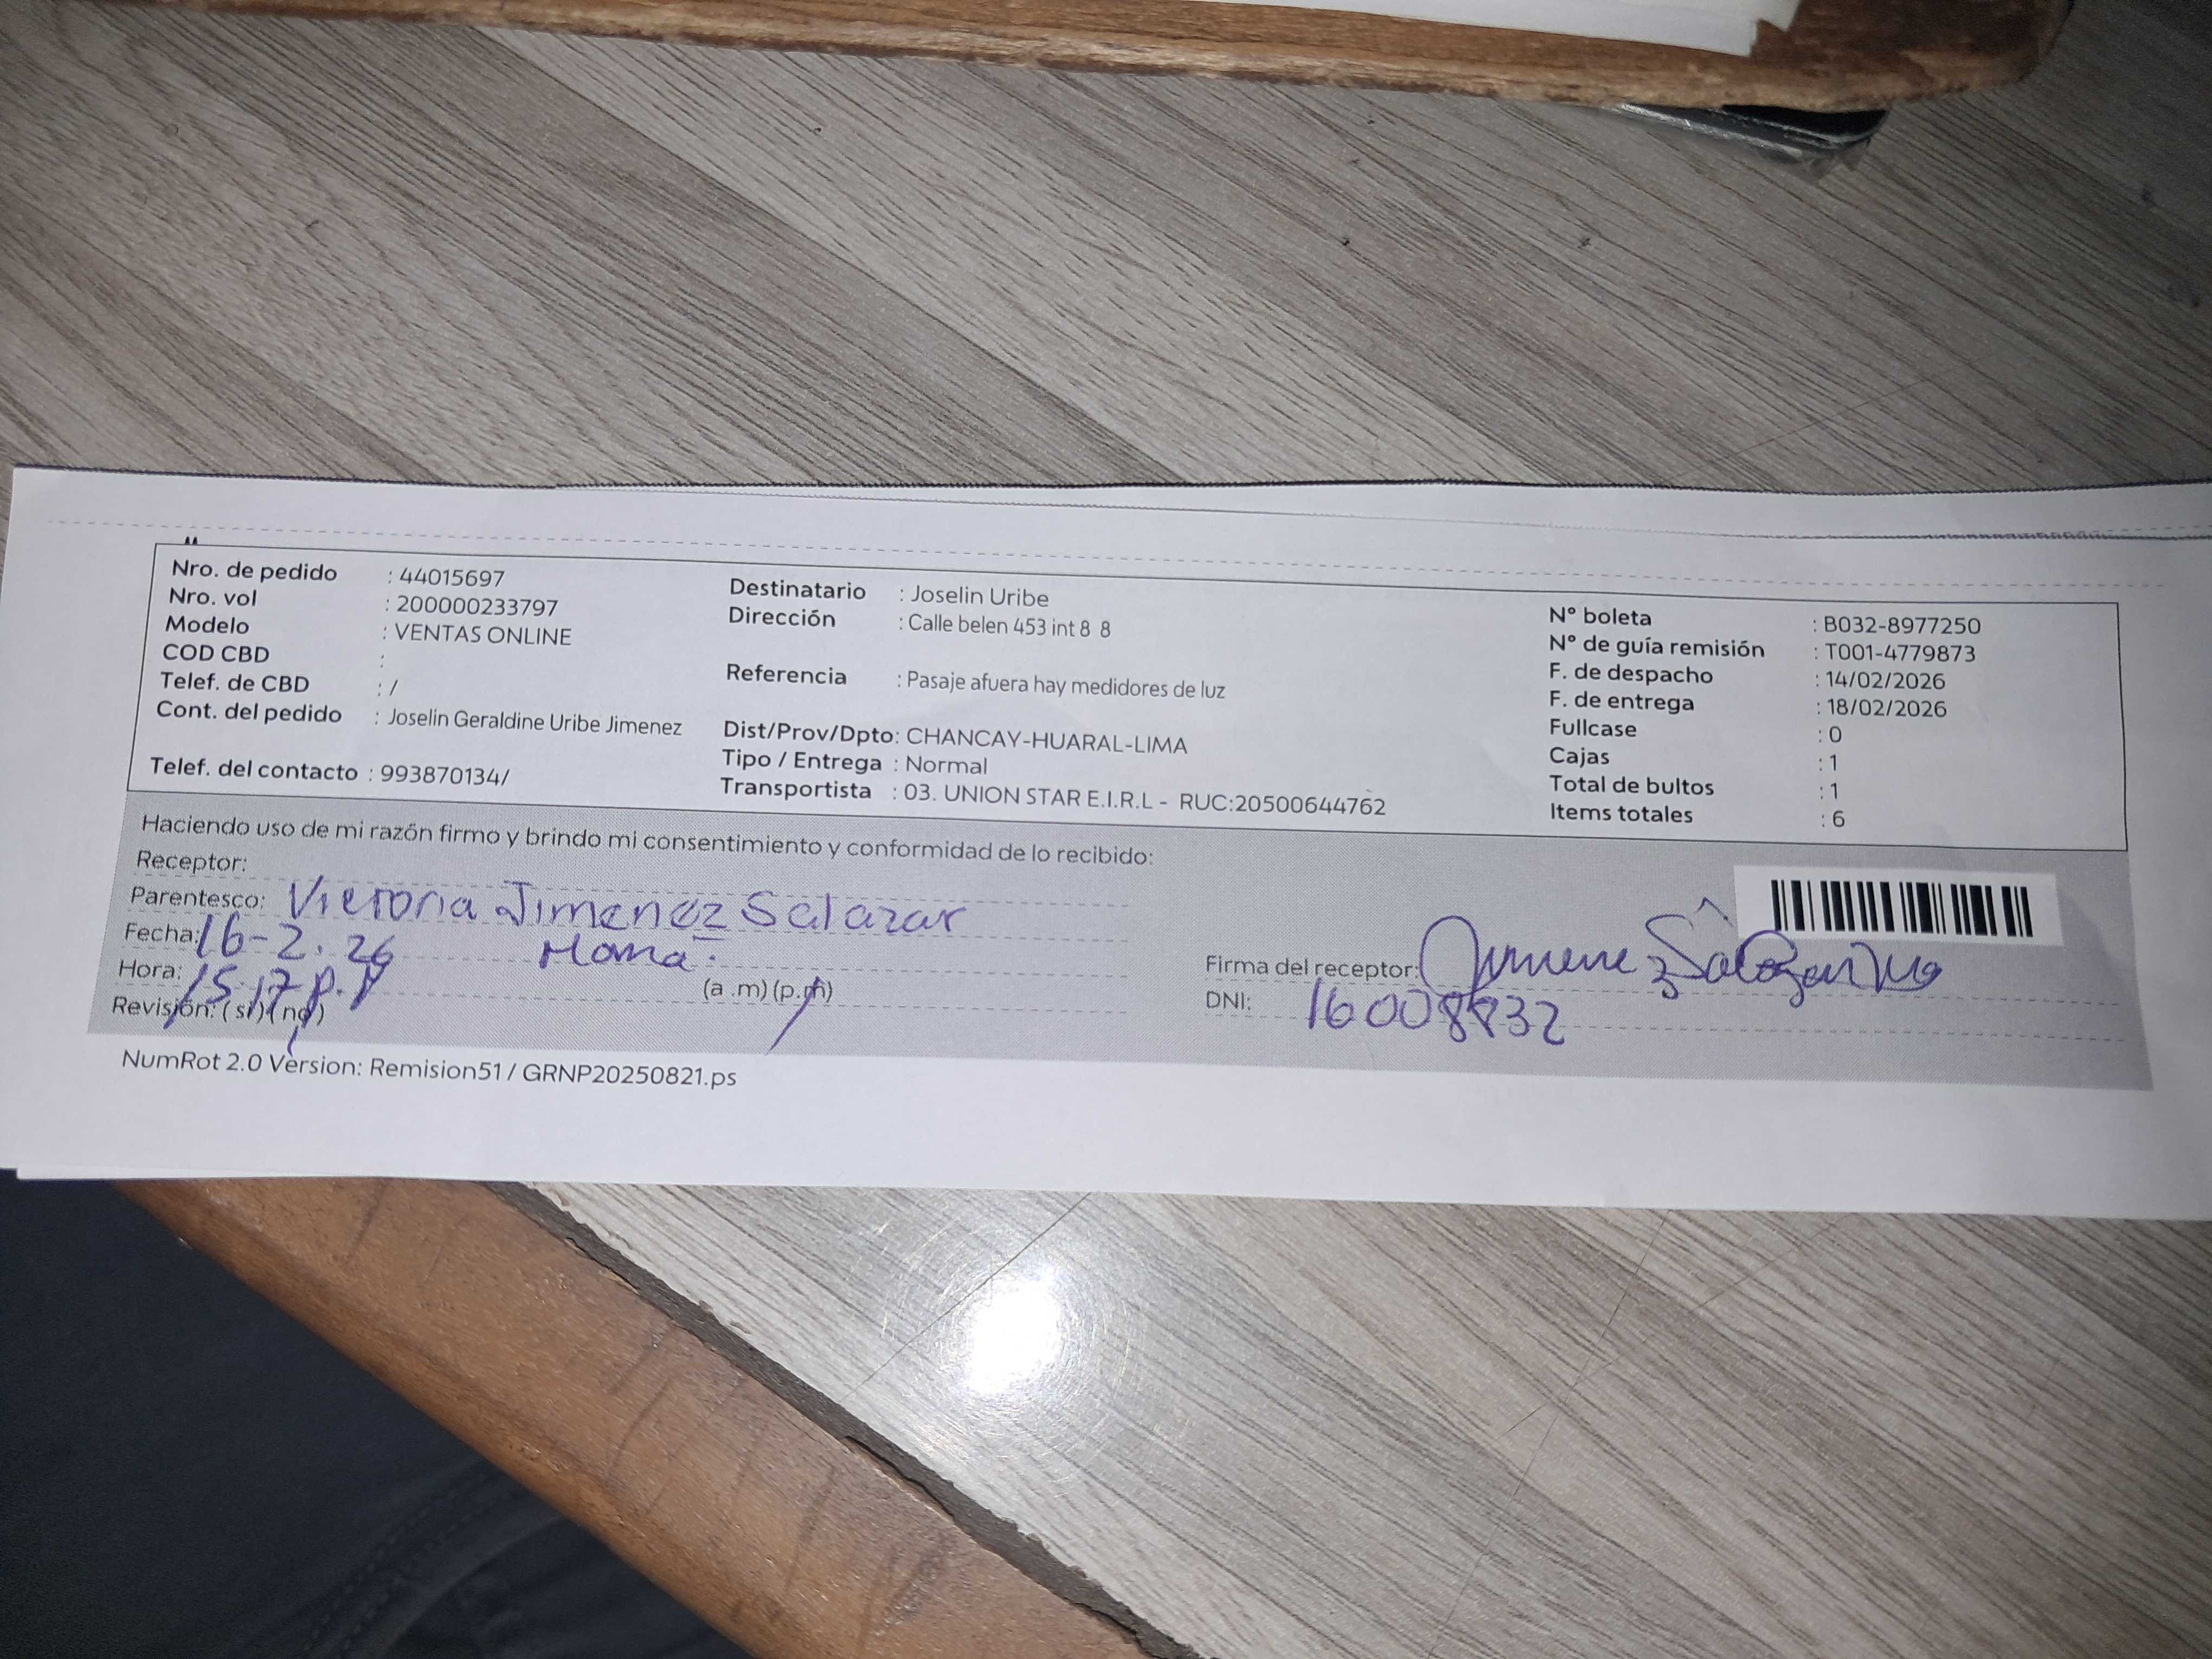 Nro. de pedido : 44015697
Nro. vol : 200000233797
Modelo : VENTAS ONLINE
COD CBD :
Telef. de CBD : /
Cont. del pedido : Joselin Geraldine Uribe Jimenez
Telef. del contacto : 993870134/
Destinatario : Joselin Uribe
Dirección : Calle belen 453 int 8 8
Referencia : Pasaje afuera hay medidores de luz
Dist/Prov/Dpto: CHANCAY-HUARAL-LIMA
Tipo / Entrega : Normal
Transportista : 03. UNION STAR E.I.R.L - RUC:20500644762
N° boleta : B032-8977250
N° de guía remisión : T001-4779873
F. de despacho : 14/02/2026
F. de entrega : 18/02/2026
Fullcase : 0
Cajas : 1
Total de bultos : 1
Items totales : 6
Haciendo uso de mi razón firmo y brindo mi consentimiento y conformidad de lo recibido:
Receptor:
Parentesco: Victoria Jimenez Salazar
Fecha: 16-2.26 Mama.
Hora: 15:17 p. (a .m) (p.m)
Revisión: ( si ) ( no )
Firma del receptor: Jimenez Salazar
DNI: 16008832
NumRot 2.0 Version: Remision51 / GRNP20250821.ps